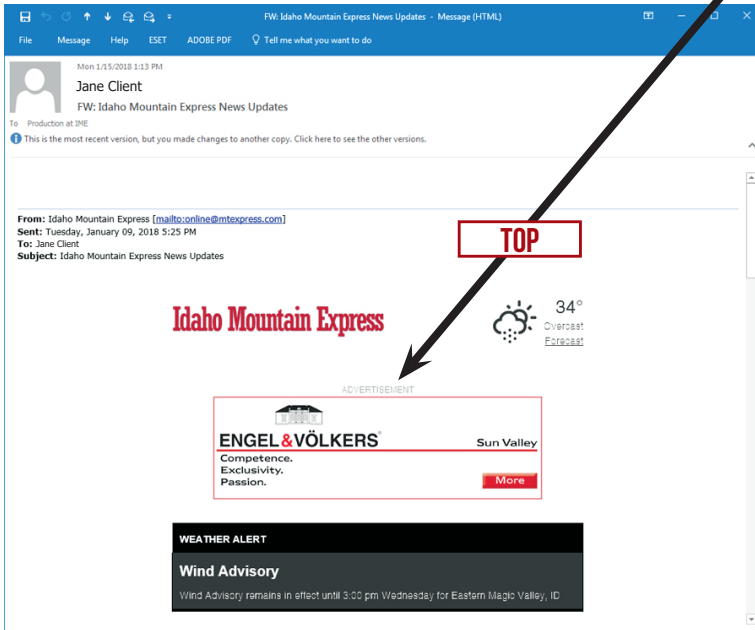 FW: Idaho Mountain Express News Updates - Message (HTML)
File Message Help ESET ADOBE PDF Tell me what you want to do
Mon 1/15/2018 1:13 PM
Jane Client
FW: Idaho Mountain Express News Updates
To Production at IME
This is the most recent version, but you made changes to another copy. Click here to see the other versions.
From: Idaho Mountain Express [mailto:online@mtexpress.com]
Sent: Tuesday, January 09, 2018 5:25 PM
To: Jane Client
Subject: Idaho Mountain Express News Updates
TOP
Idaho Mountain Express
34°
Overcast
Forecast
ADVERTISEMENT
ENGEL&VÖLKERS®
Sun Valley
Competence.
Exclusivity.
Passion.
More
WEATHER ALERT
Wind Advisory
Wind Advisory remains in effect until 3:00 pm Wednesday for Eastern Magic Valley, ID